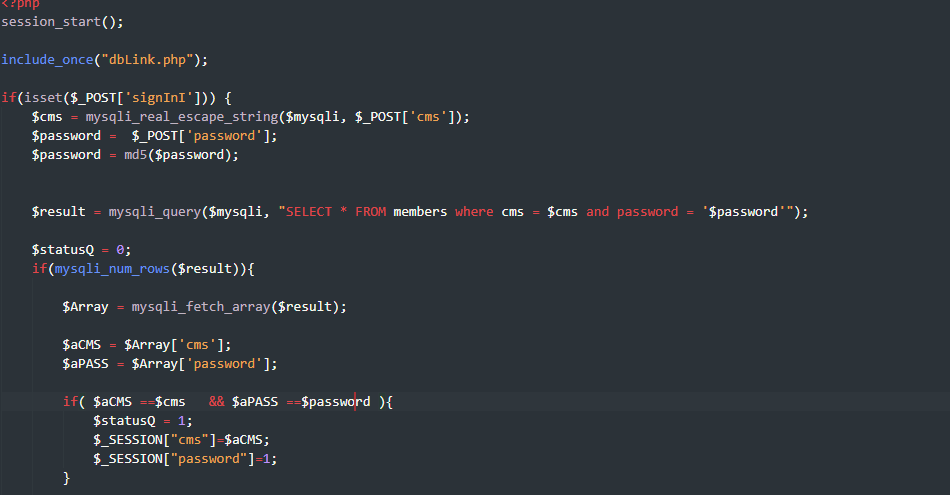 <?php
session_start();
include_once("dbLink.php");
if(isset($_POST['signInI'])) {
$cms = mysqli_real_escape_string($mysqli, $_POST['cms']);
$password =  $_POST['password'];
$password = md5($password);
$result = mysqli_query($mysqli, "SELECT * FROM members where cms = $cms and password = '$password'");
$statusQ = 0;
if(mysqli_num_rows($result)){
$Array = mysqli_fetch_array($result);
$aCMS = $Array['cms'];
$aPASS = $Array['password'];
if( $aCMS ==$cms   && $aPASS ==$password ){
$statusQ = 1;
$_SESSION["cms"]=$aCMS;
$_SESSION["password"]=1;
}